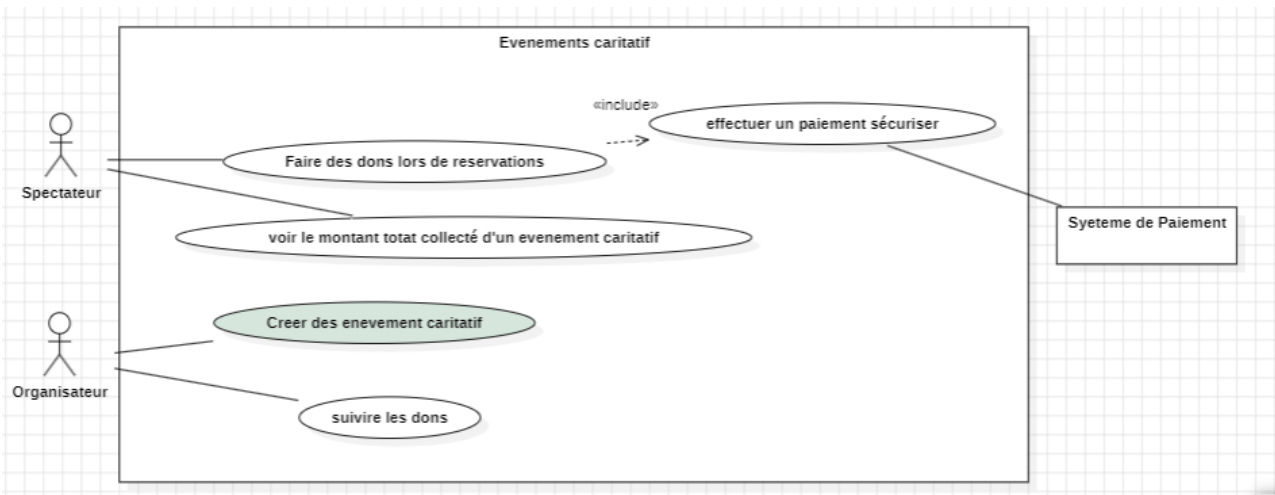 Evenements caritatif
«include»
effectuer un paiement sécuriser
Faire des dons lors de reservations
Spectateur
Syeteme de Paiement
voir le montant totat collecté d'un evenement caritatif
Creer des enevement caritatif
Organisateur
suivire les dons